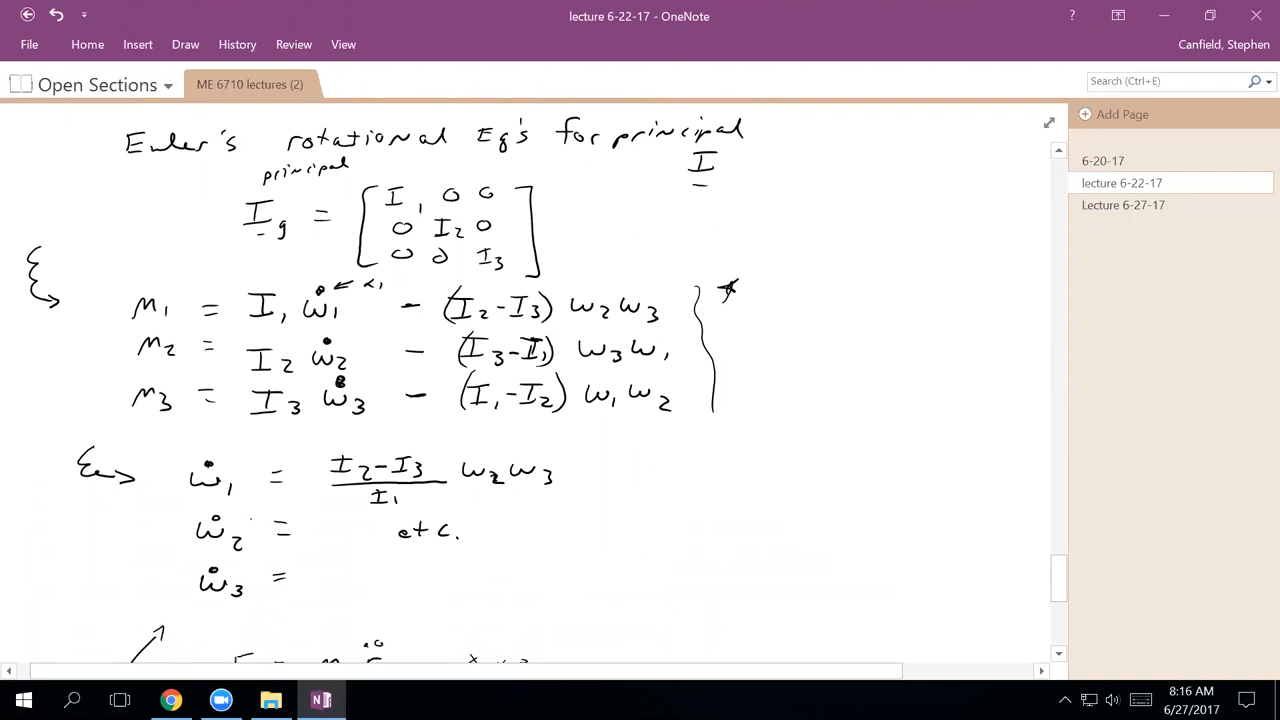 lecture 6-22-17 - OneNote
File Home Insert Draw History Review View
Canfield, Stephen
Open Sections
ME 6710 lectures (2)
Search (Ctrl+E)
Add Page
6-20-17
lecture 6-22-17
Lecture 6-27-17
Euler's rotational Eq's for principal I
principal
I g = [ I1 0 0
0 I2 0
0 0 I3 ]
M1 = I1 ω̇1 - (I2-I3) ω2 ω3 *
← α1
M2 = I2 ω̇2 - (I3-I1) ω3 ω1
M3 = I3 ω̇3 - (I1-I2) ω1 ω2
ω̇1 = (I2-I3)/I1 ω2 ω3
ω̇2 = etc.
ω̇3 =
8:16 AM
6/27/2017